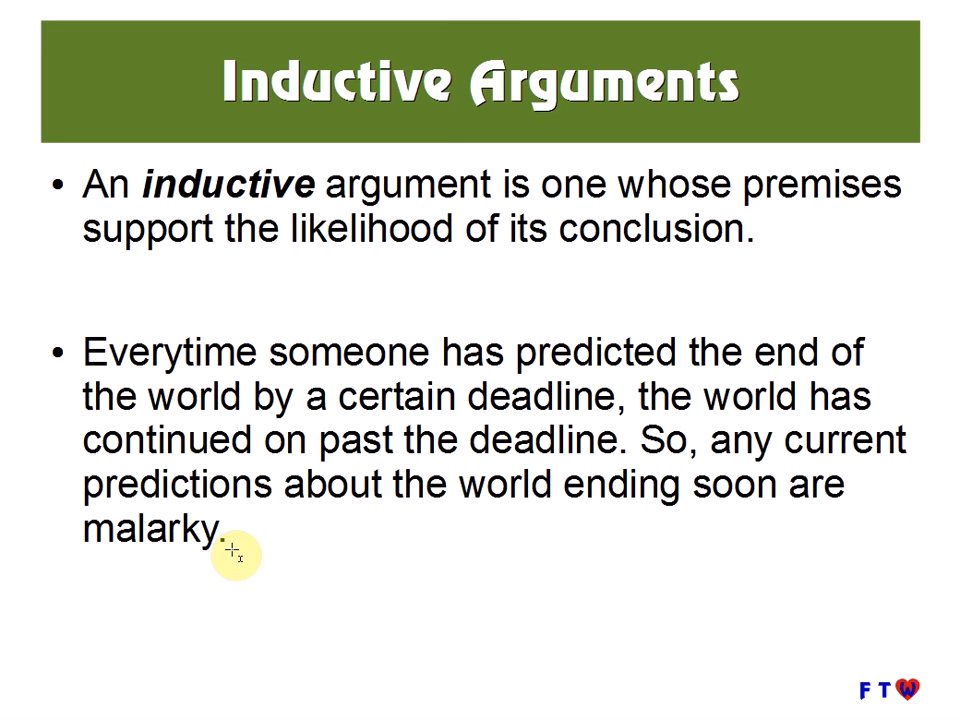 Inductive Arguments
• An inductive argument is one whose premises
support the likelihood of its conclusion.
• Everytime someone has predicted the end of
the world by a certain deadline, the world has
continued on past the deadline. So, any current
predictions about the world ending soon are
malarky.
F T W